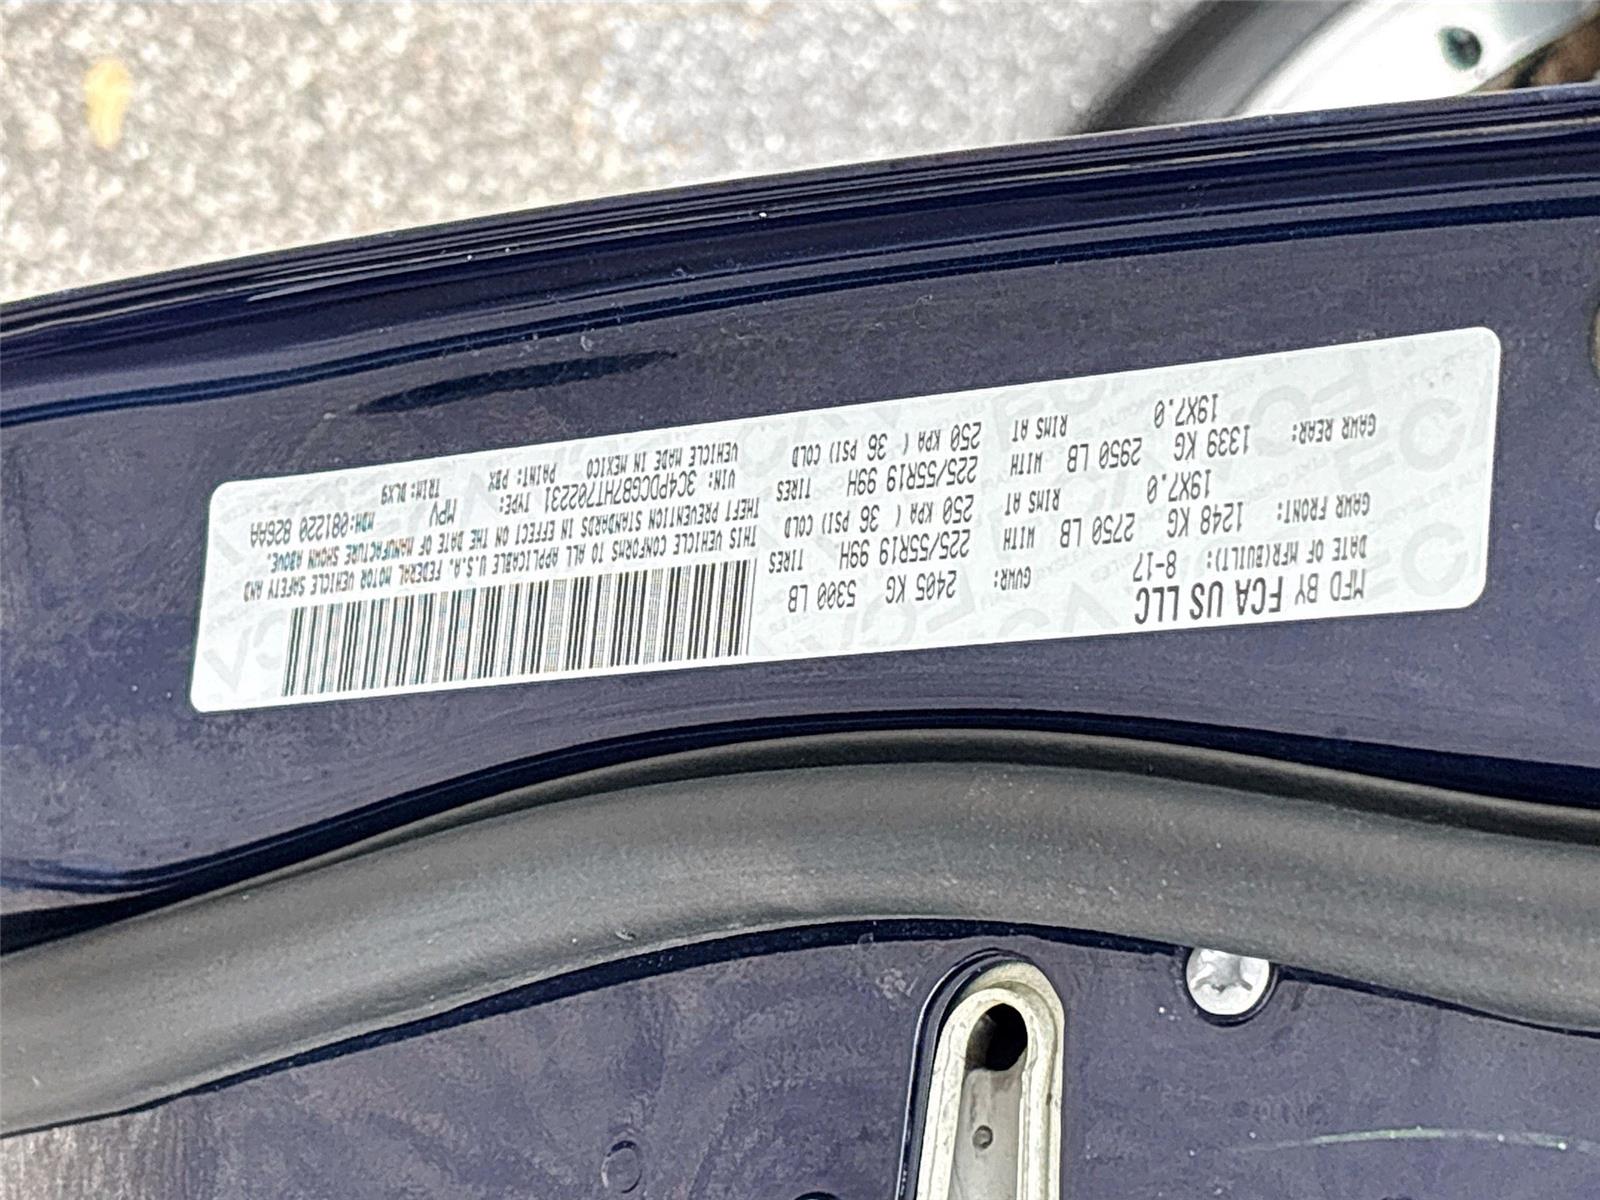 MFD BY FCA US LLC
DATE OF MFR(BUILT): 8-17
GVWR: 2405 KG 5300 LB
GAWR FRONT: 1248 KG 2750 LB WITH TIRES 225/55R19 99H
19X7.0 RIMS AT 250 KPA ( 36 PSI) COLD
GAWR REAR: 1339 KG 2950 LB WITH TIRES 225/55R19 99H
19X7.0 RIMS AT 250 KPA ( 36 PSI) COLD
THIS VEHICLE CONFORMS TO ALL APPLICABLE U.S.A. FEDERAL MOTOR VEHICLE SAFETY AND
THEFT PREVENTION STANDARDS IN EFFECT ON THE DATE OF MANUFACTURE SHOWN ABOVE.
VIN: 3C4PDCGB7HT702231 TYPE: MPV MDH:081220 826AA
VEHICLE MADE IN MEXICO PAINT: PBX TRIM: DLX9